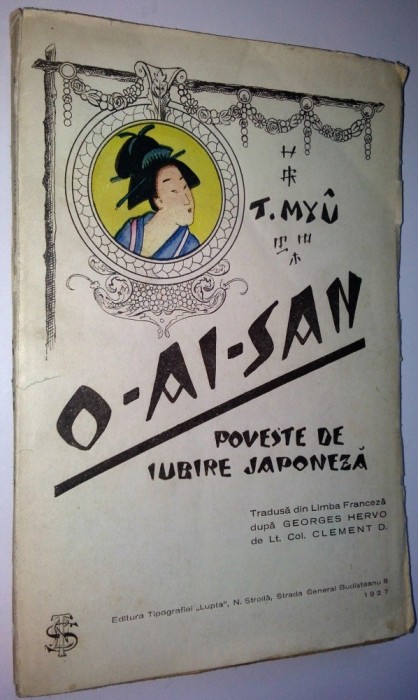 T. MYÛ
O-AI-SAN
POVESTE DE
IUBIRE JAPONEZĂ
Tradusă din Limba Franceză
după GEORGES HERVO
de Lt. Col. CLEMENT D.
Editura Tipografiei „Lupta", N. Stroilă, Strada General Budișteanu 8
1927